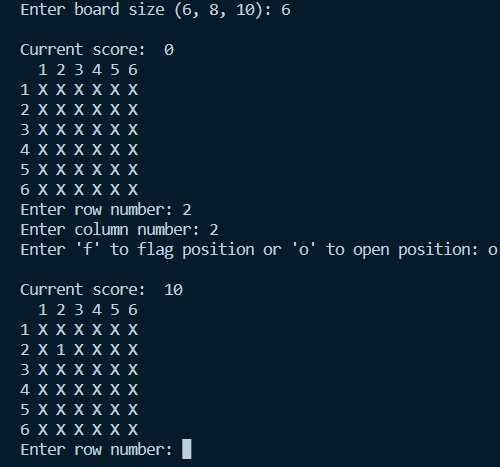 Enter board size (6, 8, 10): 6
Current score:  0
  1 2 3 4 5 6
1 X X X X X X
2 X X X X X X
3 X X X X X X
4 X X X X X X
5 X X X X X X
6 X X X X X X
Enter row number: 2
Enter column number: 2
Enter 'f' to flag position or 'o' to open position: o
Current score:  10
  1 2 3 4 5 6
1 X X X X X X
2 X 1 X X X X
3 X X X X X X
4 X X X X X X
5 X X X X X X
6 X X X X X X
Enter row number: